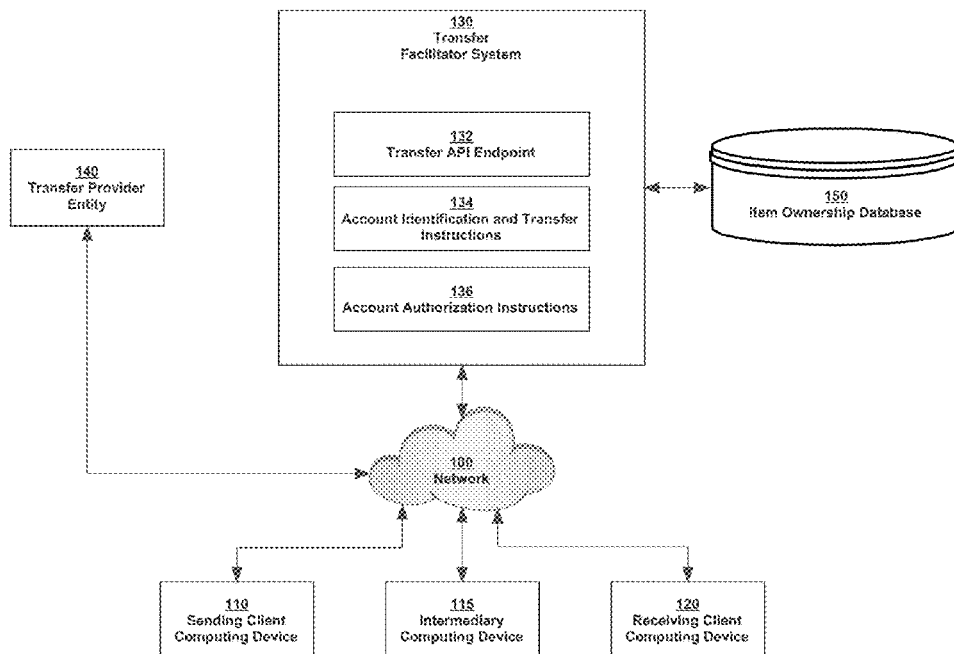 130
Transfer
Facilitator System
132
Transfer API Endpoint
134
Account Identification and Transfer
Instructions
136
Account Authorization Instructions
140
Transfer Provider
Entity
150
Item Ownership Database
100
Network
110
Sending Client
Computing Device
115
Intermediary
Computing Device
120
Receiving Client
Computing Device